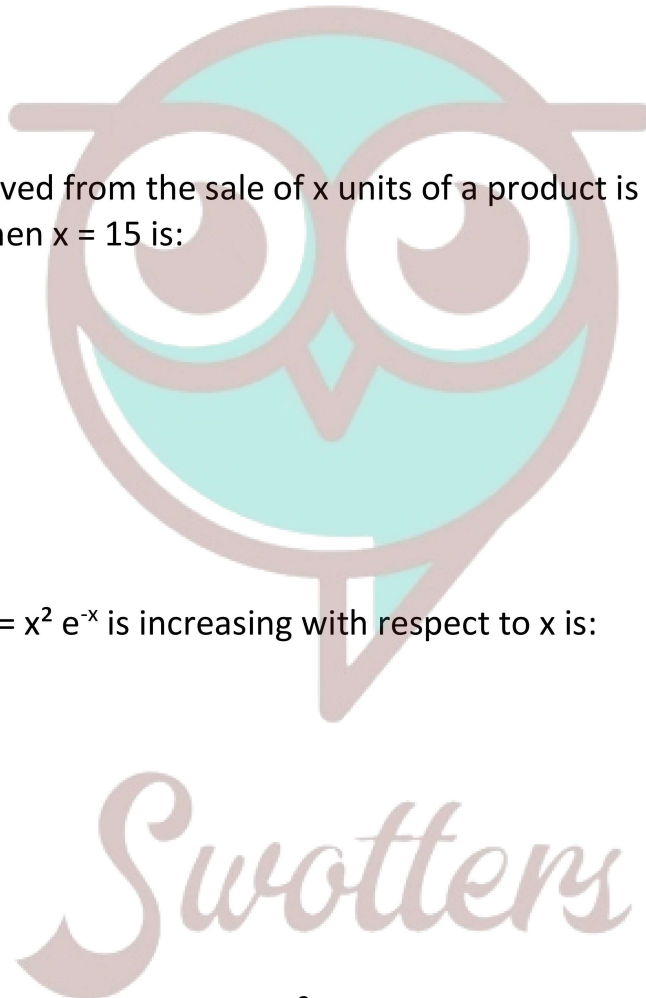 ved from the sale of x units of a product is
en x = 15 is:
= x² e⁻ˣ is increasing with respect to x is:
Swotters